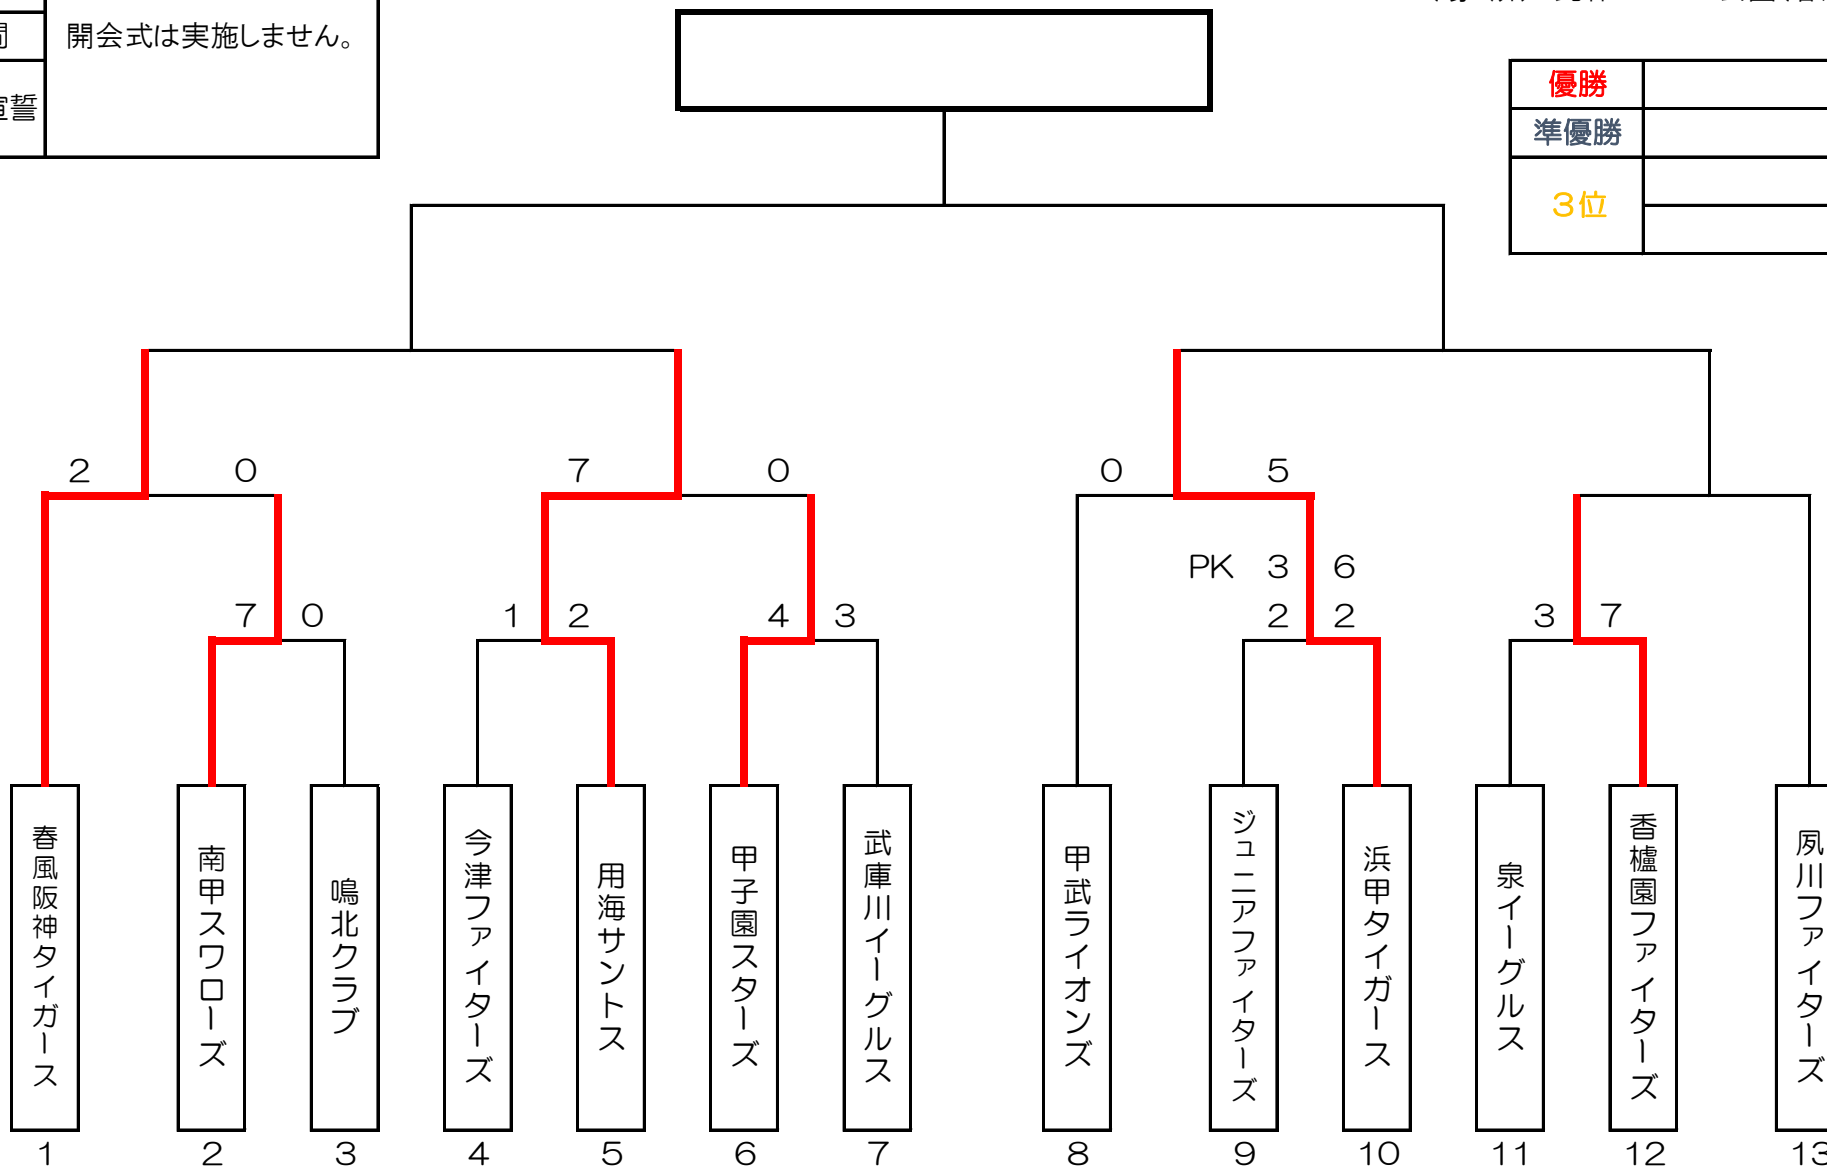 開会式は実施しません。
宣誓
優勝
準優勝
3位
2 0 7 0 0 5
PK 3 6
7 0 1 2 4 3 2 2 3 7
春風阪神タイガース
南甲スワローズ
鳴北クラブ
今津ファイターズ
用海サントス
甲子園スターズ
武庫川イーグルス
甲武ライオンズ
ジュニアファイターズ
浜甲タイガース
泉イーグルス
香櫨園ファイターズ
夙川ファイターズ
1 2 3 4 5 6 7 8 9 10 11 12 13